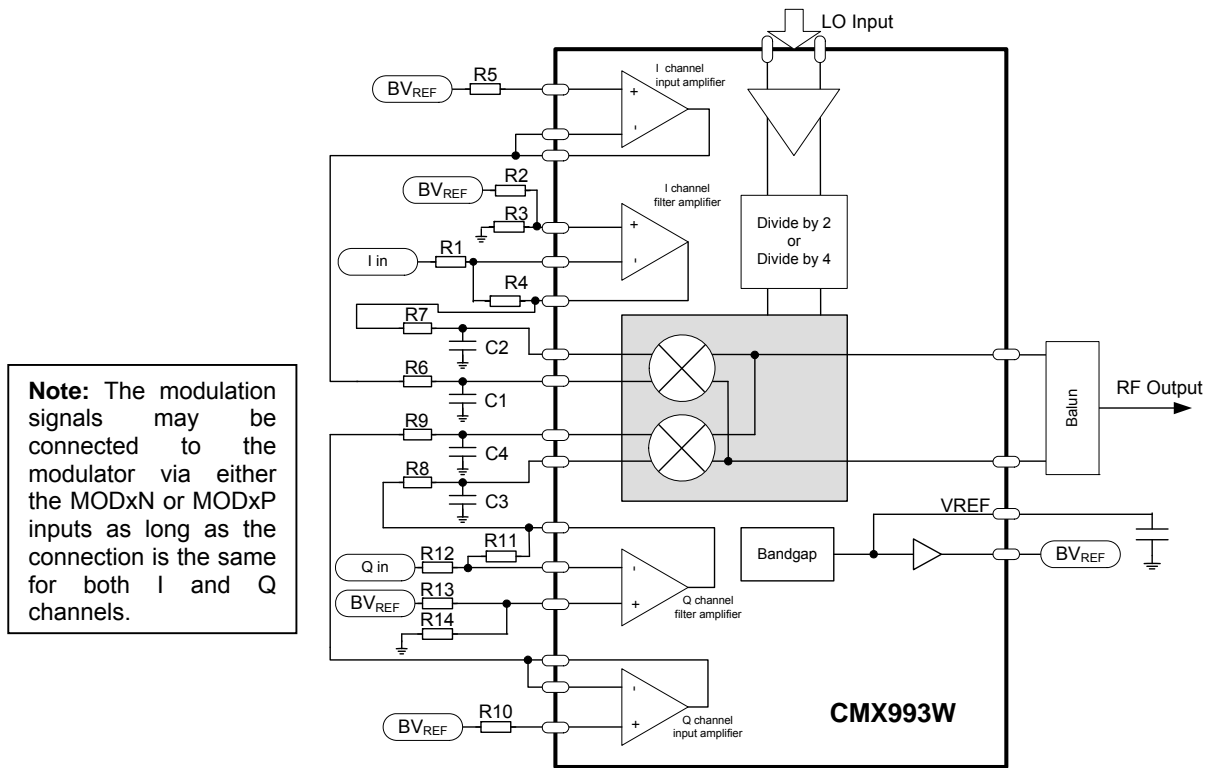 LO Input
I channel
input amplifier
BVREF
R5
+
-
BVREF
R2
R3
I channel
filter amplifier
+
-
I in
R1
R4
Divide by 2
or
Divide by 4
R7
C2
R6
C1
R9
C4
R8
C3
Balun
RF Output
Note: The modulation
signals may be
connected to the
modulator via either
the MODxN or MODxP
inputs as long as the
connection is the same
for both I and Q
channels.
VREF
Bandgap
BVREF
Q in
R12
R11
-
BVREF
R13
+
R14
Q channel
filter amplifier
-
+
BVREF
R10
Q channel
input amplifier
CMX993W